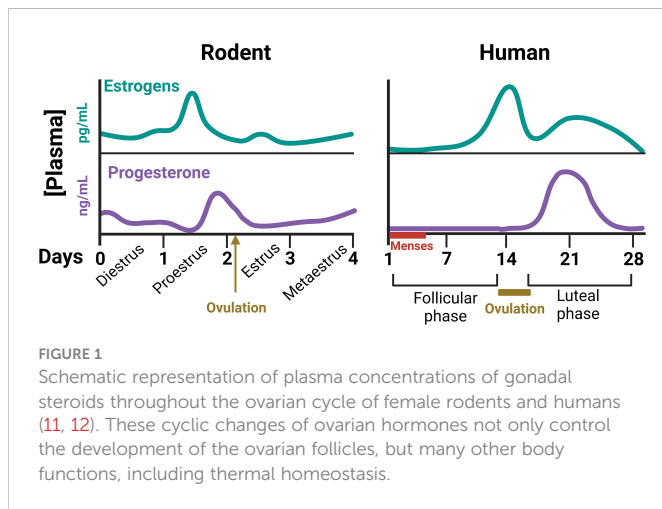 Rodent
Human
[Plasma]
pg/mL
Estrogens
ng/mL
Progesterone
Days
0 1 2 3 4
Diestrus
Proestrus
Estrus
Metaestrus
Ovulation
Menses
1 7 14 21 28
Follicular
phase
Ovulation
Luteal
phase
FIGURE 1
Schematic representation of plasma concentrations of gonadal
steroids throughout the ovarian cycle of female rodents and humans
(11, 12). These cyclic changes of ovarian hormones not only control
the development of the ovarian follicles, but many other body
functions, including thermal homeostasis.